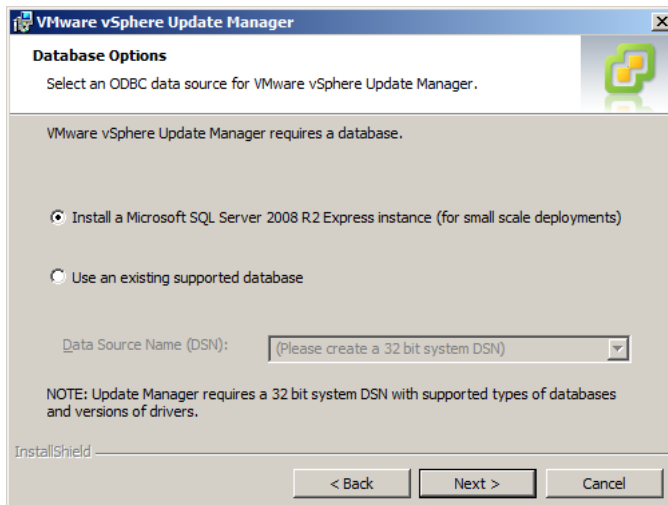 VMware vSphere Update Manager
Database Options
Select an ODBC data source for VMware vSphere Update Manager.
VMware vSphere Update Manager requires a database.
Install a Microsoft SQL Server 2008 R2 Express instance (for small scale deployments)
Use an existing supported database
Data Source Name (DSN):
(Please create a 32 bit system DSN)
NOTE: Update Manager requires a 32 bit system DSN with supported types of databases
and versions of drivers.
InstallShield
< Back
Next >
Cancel